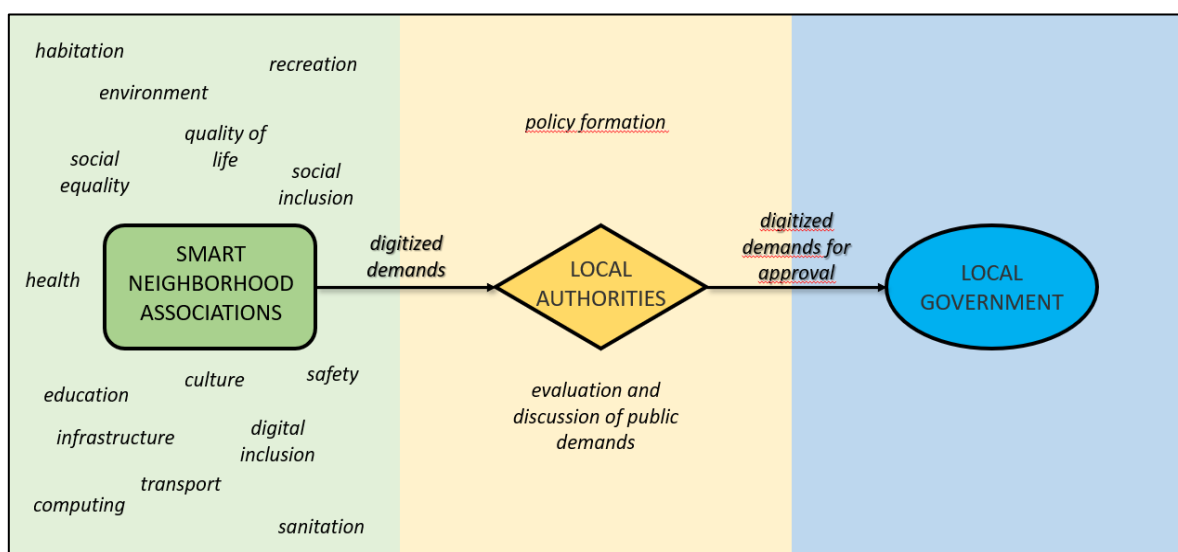 habitation
recreation
environment
quality of
life
social
equality
social
inclusion
SMART
NEIGHBORHOOD
ASSOCIATIONS
health
education
culture
safety
infrastructure
digital
inclusion
transport
computing
sanitation
digitized
demands
policy formation
LOCAL
AUTHORITIES
evaluation and
discussion of public
demands
digitized
demands for
approval
LOCAL
GOVERNMENT